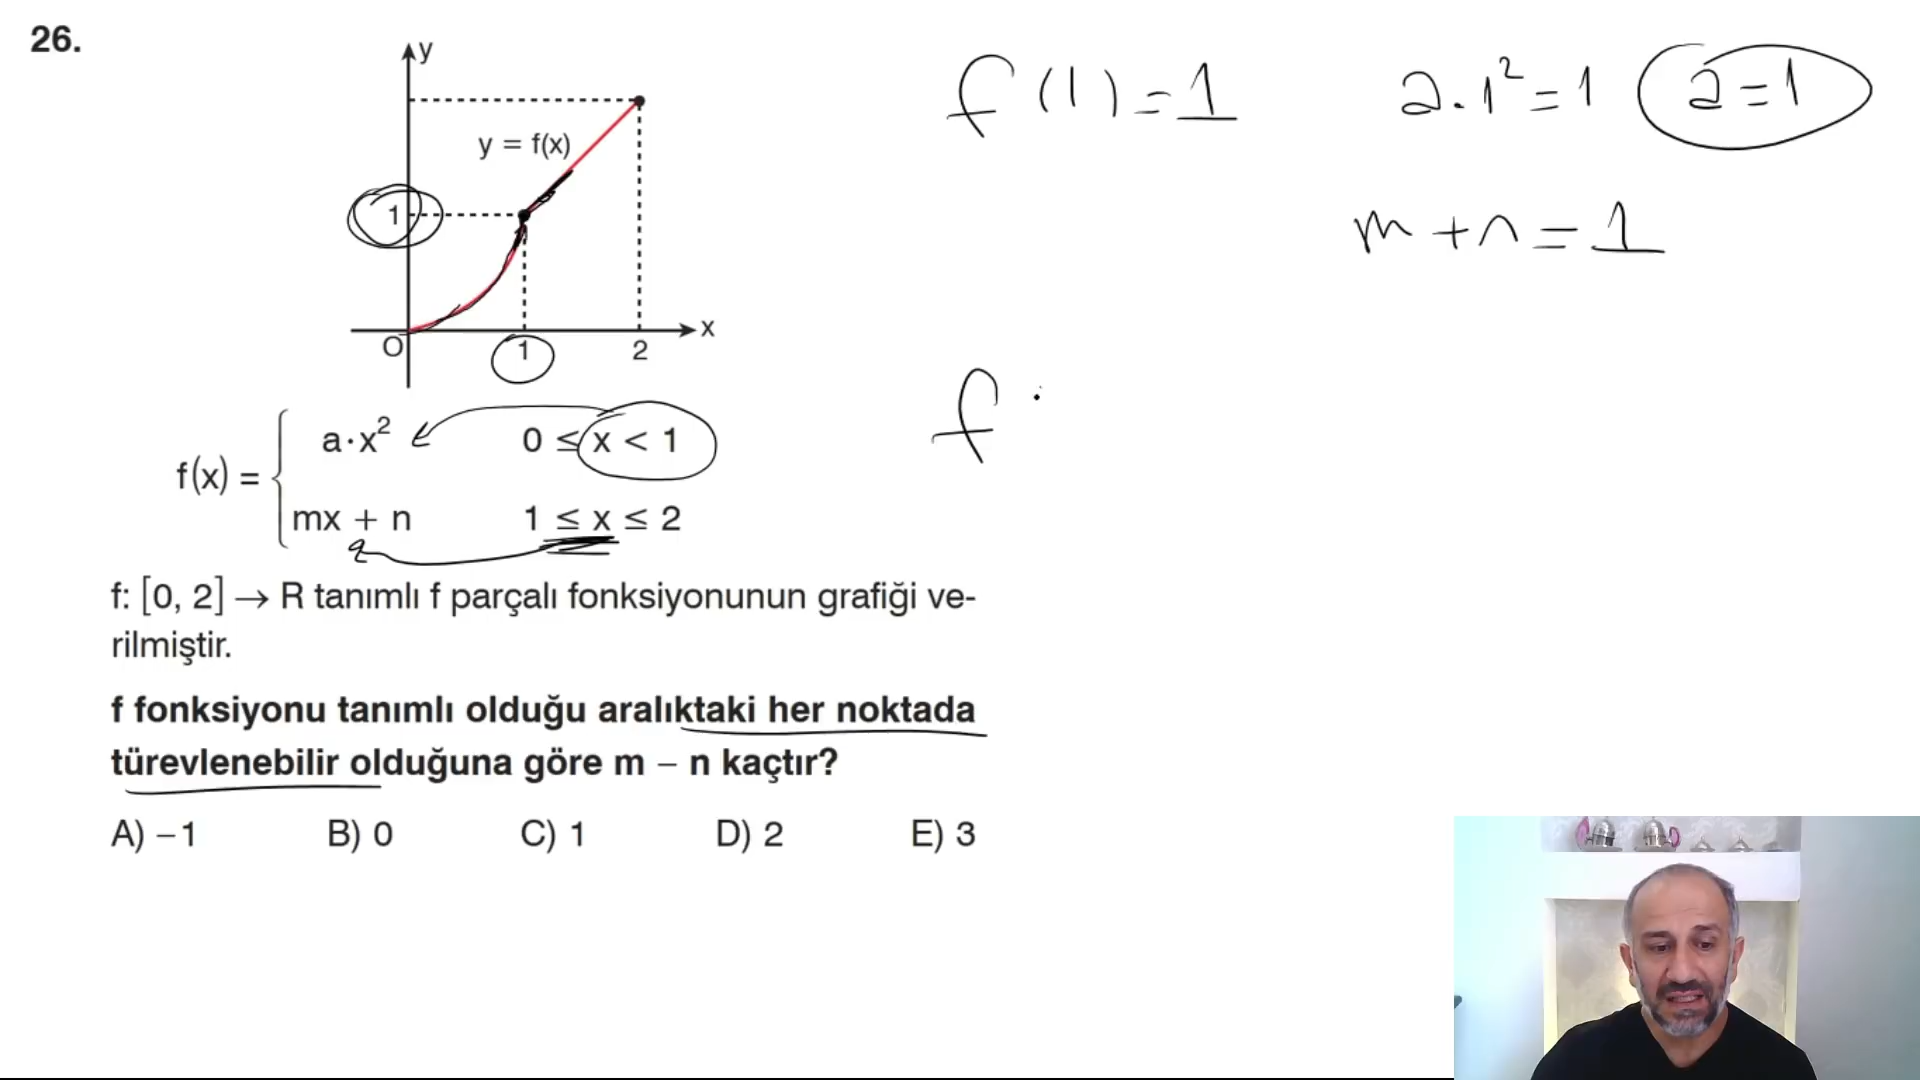 26.
y
y = f(x)
1
O
1
2
x
f(x) =
a·x²
0 ≤ x < 1
mx + n
1 ≤ x ≤ 2
f: [0, 2] → R tanımlı f parçalı fonksiyonunun grafiği ve-
rilmiştir.
f fonksiyonu tanımlı olduğu aralıktaki her noktada
türevlenebilir olduğuna göre m – n kaçtır?
A) –1 B) 0 C) 1 D) 2 E) 3
f(1) = 1
a·1² = 1 a = 1
m + n = 1
f